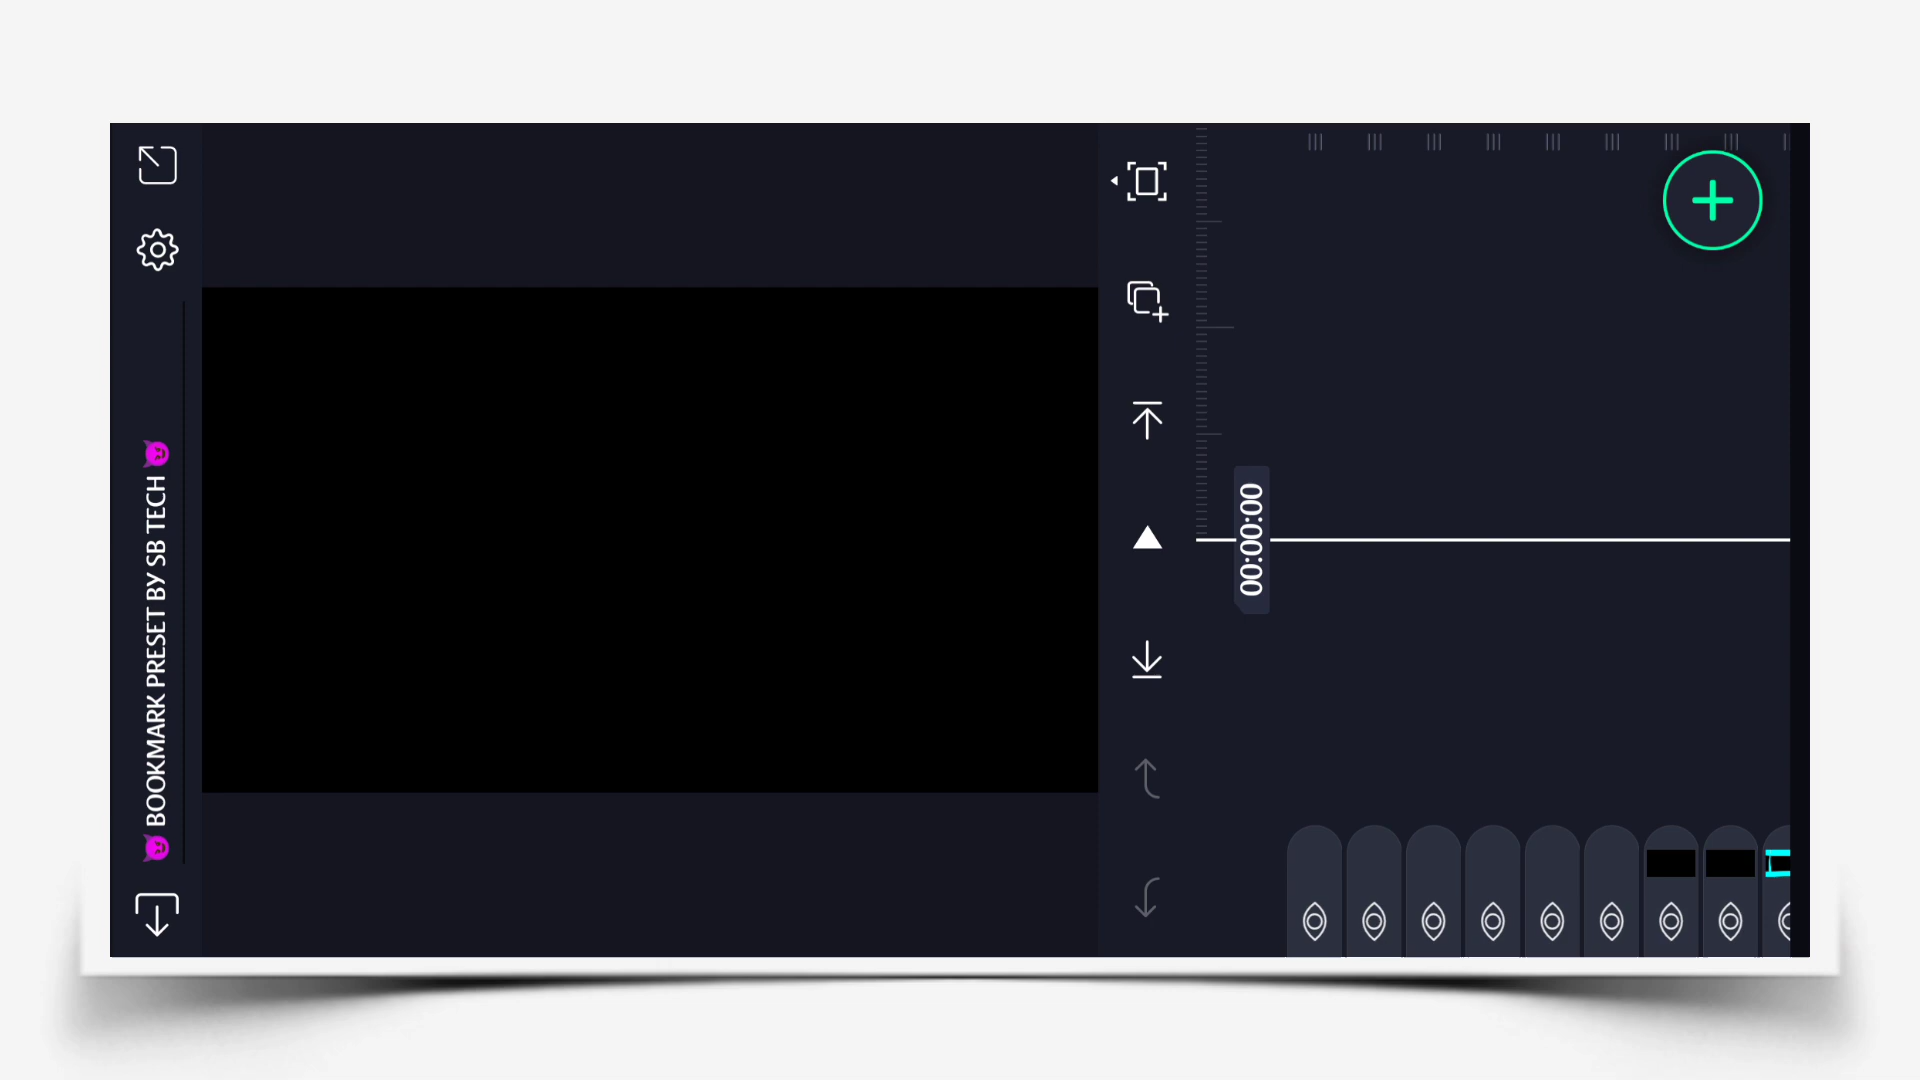 😈 BOOKMARK PRESET BY SB TECH 😈
00:00:00